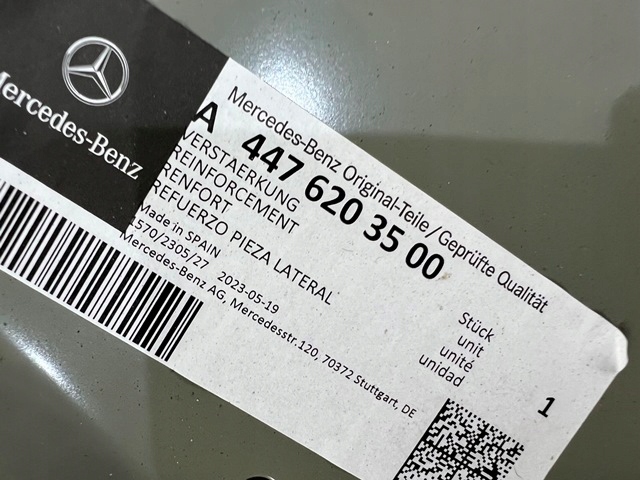 Mercedes-Benz
Mercedes-Benz Original-Teile/Geprüfte Qualität
A 447 620 35 00
VERSTAERKUNG
REINFORCEMENT
RENFORT
REFUERZO PIEZA LATERAL
Made in SPAIN
4570/2305/27 2023-05-19
Mercedes-Benz AG, Mercedesstr.120, 70372 Stuttgart, DE
Stück
unit
unité
unidad
1